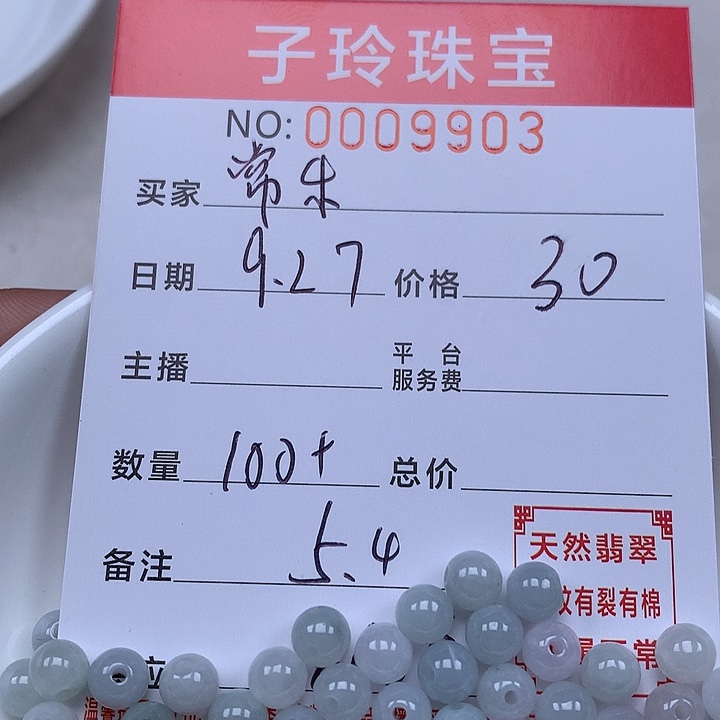 子玲珠宝
NO: 0009903
买家 常乐
日期 9.27 价格 30
主播 平台服务费
数量 100+ 总价
备注 5.4
天然翡翠
纹有裂有棉